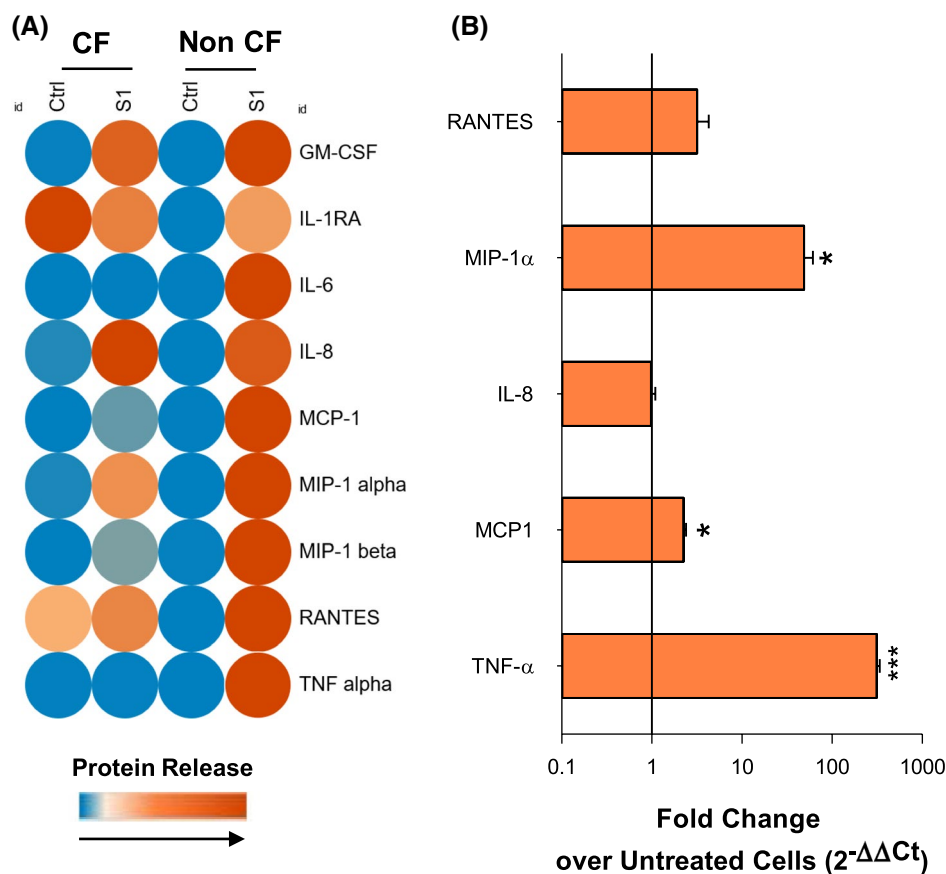 (A)
CF
Non CF
id
Ctrl
S1
Ctrl
S1
id
GM-CSF
IL-1RA
IL-6
IL-8
MCP-1
MIP-1 alpha
MIP-1 beta
RANTES
TNF alpha
Protein Release
(B)
RANTES
MIP-1α
*
IL-8
MCP1
*
TNF-α
***
0.1 1 10 100 1000
Fold Change
over Untreated Cells (2-ΔΔCt)